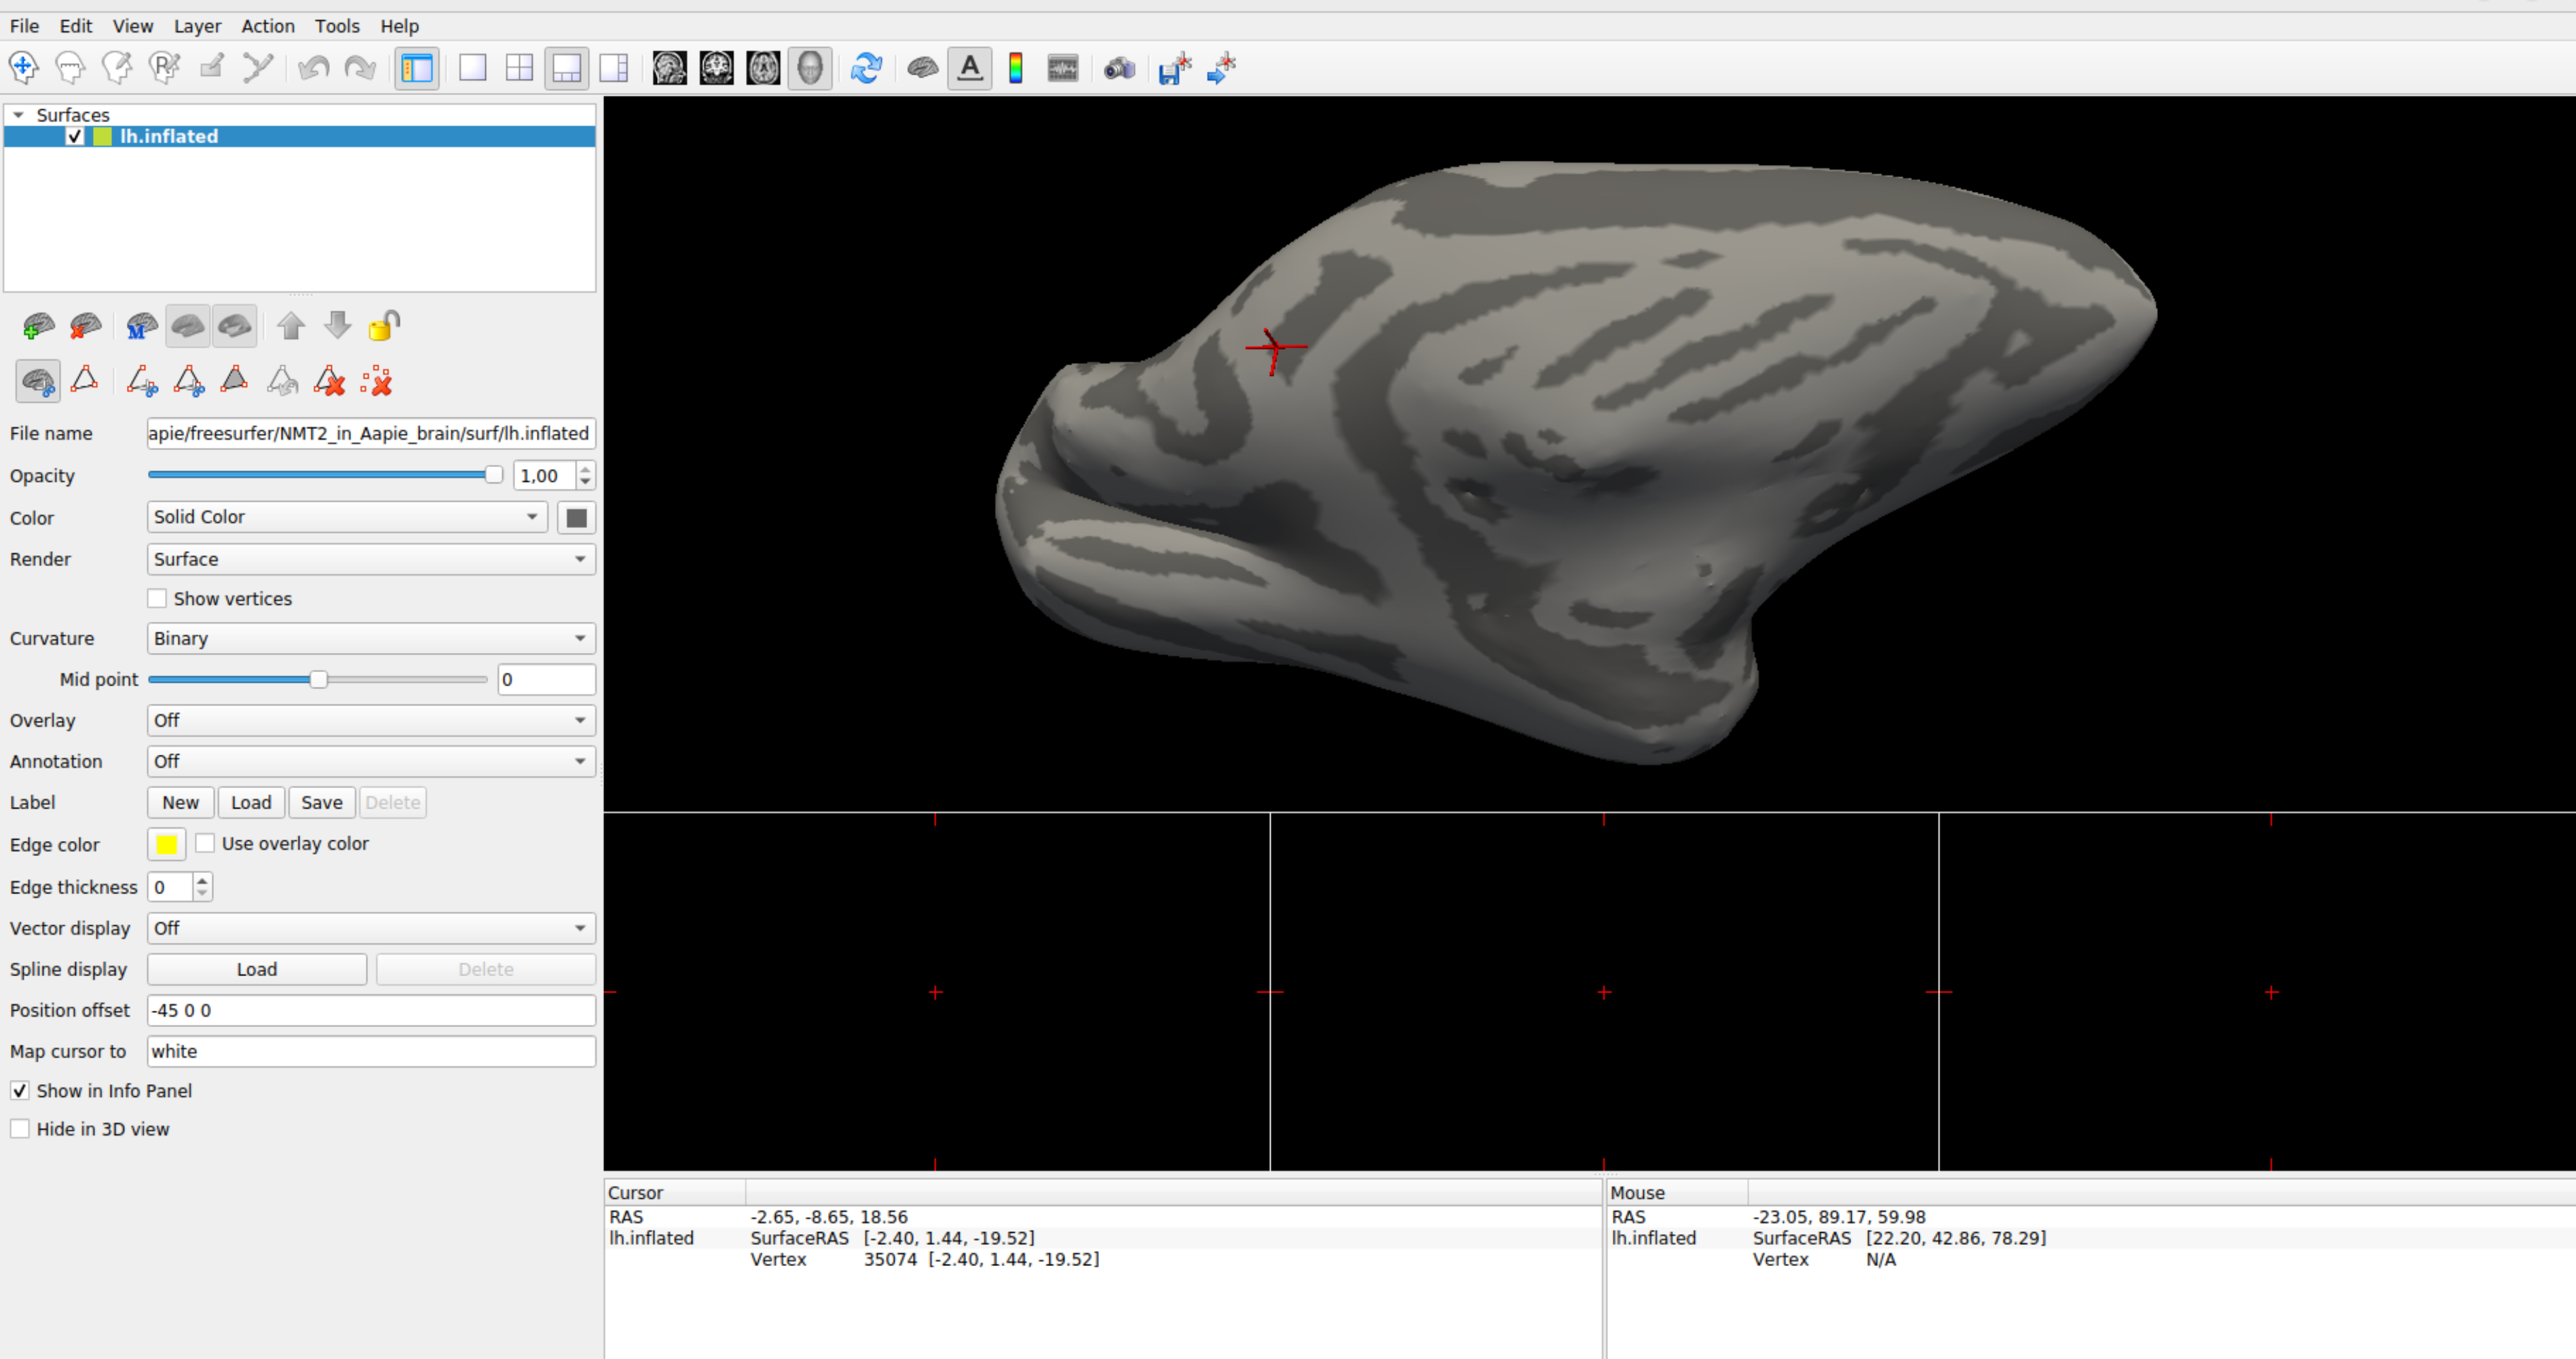 File Edit View Layer Action Tools Help
Surfaces
lh.inflated
File name apie/freesurfer/NMT2_in_Aapie_brain/surf/lh.inflated
Opacity 1,00
Color Solid Color
Render Surface
Show vertices
Curvature Binary
Mid point 0
Overlay Off
Annotation Off
Label New Load Save Delete
Edge color Use overlay color
Edge thickness 0
Vector display Off
Spline display Load Delete
Position offset -45 0 0
Map cursor to white
Show in Info Panel
Hide in 3D view
Cursor
RAS -2.65, -8.65, 18.56
lh.inflated SurfaceRAS [-2.40, 1.44, -19.52]
Vertex 35074 [-2.40, 1.44, -19.52]
Mouse
RAS -23.05, 89.17, 59.98
lh.inflated SurfaceRAS [22.20, 42.86, 78.29]
Vertex N/A